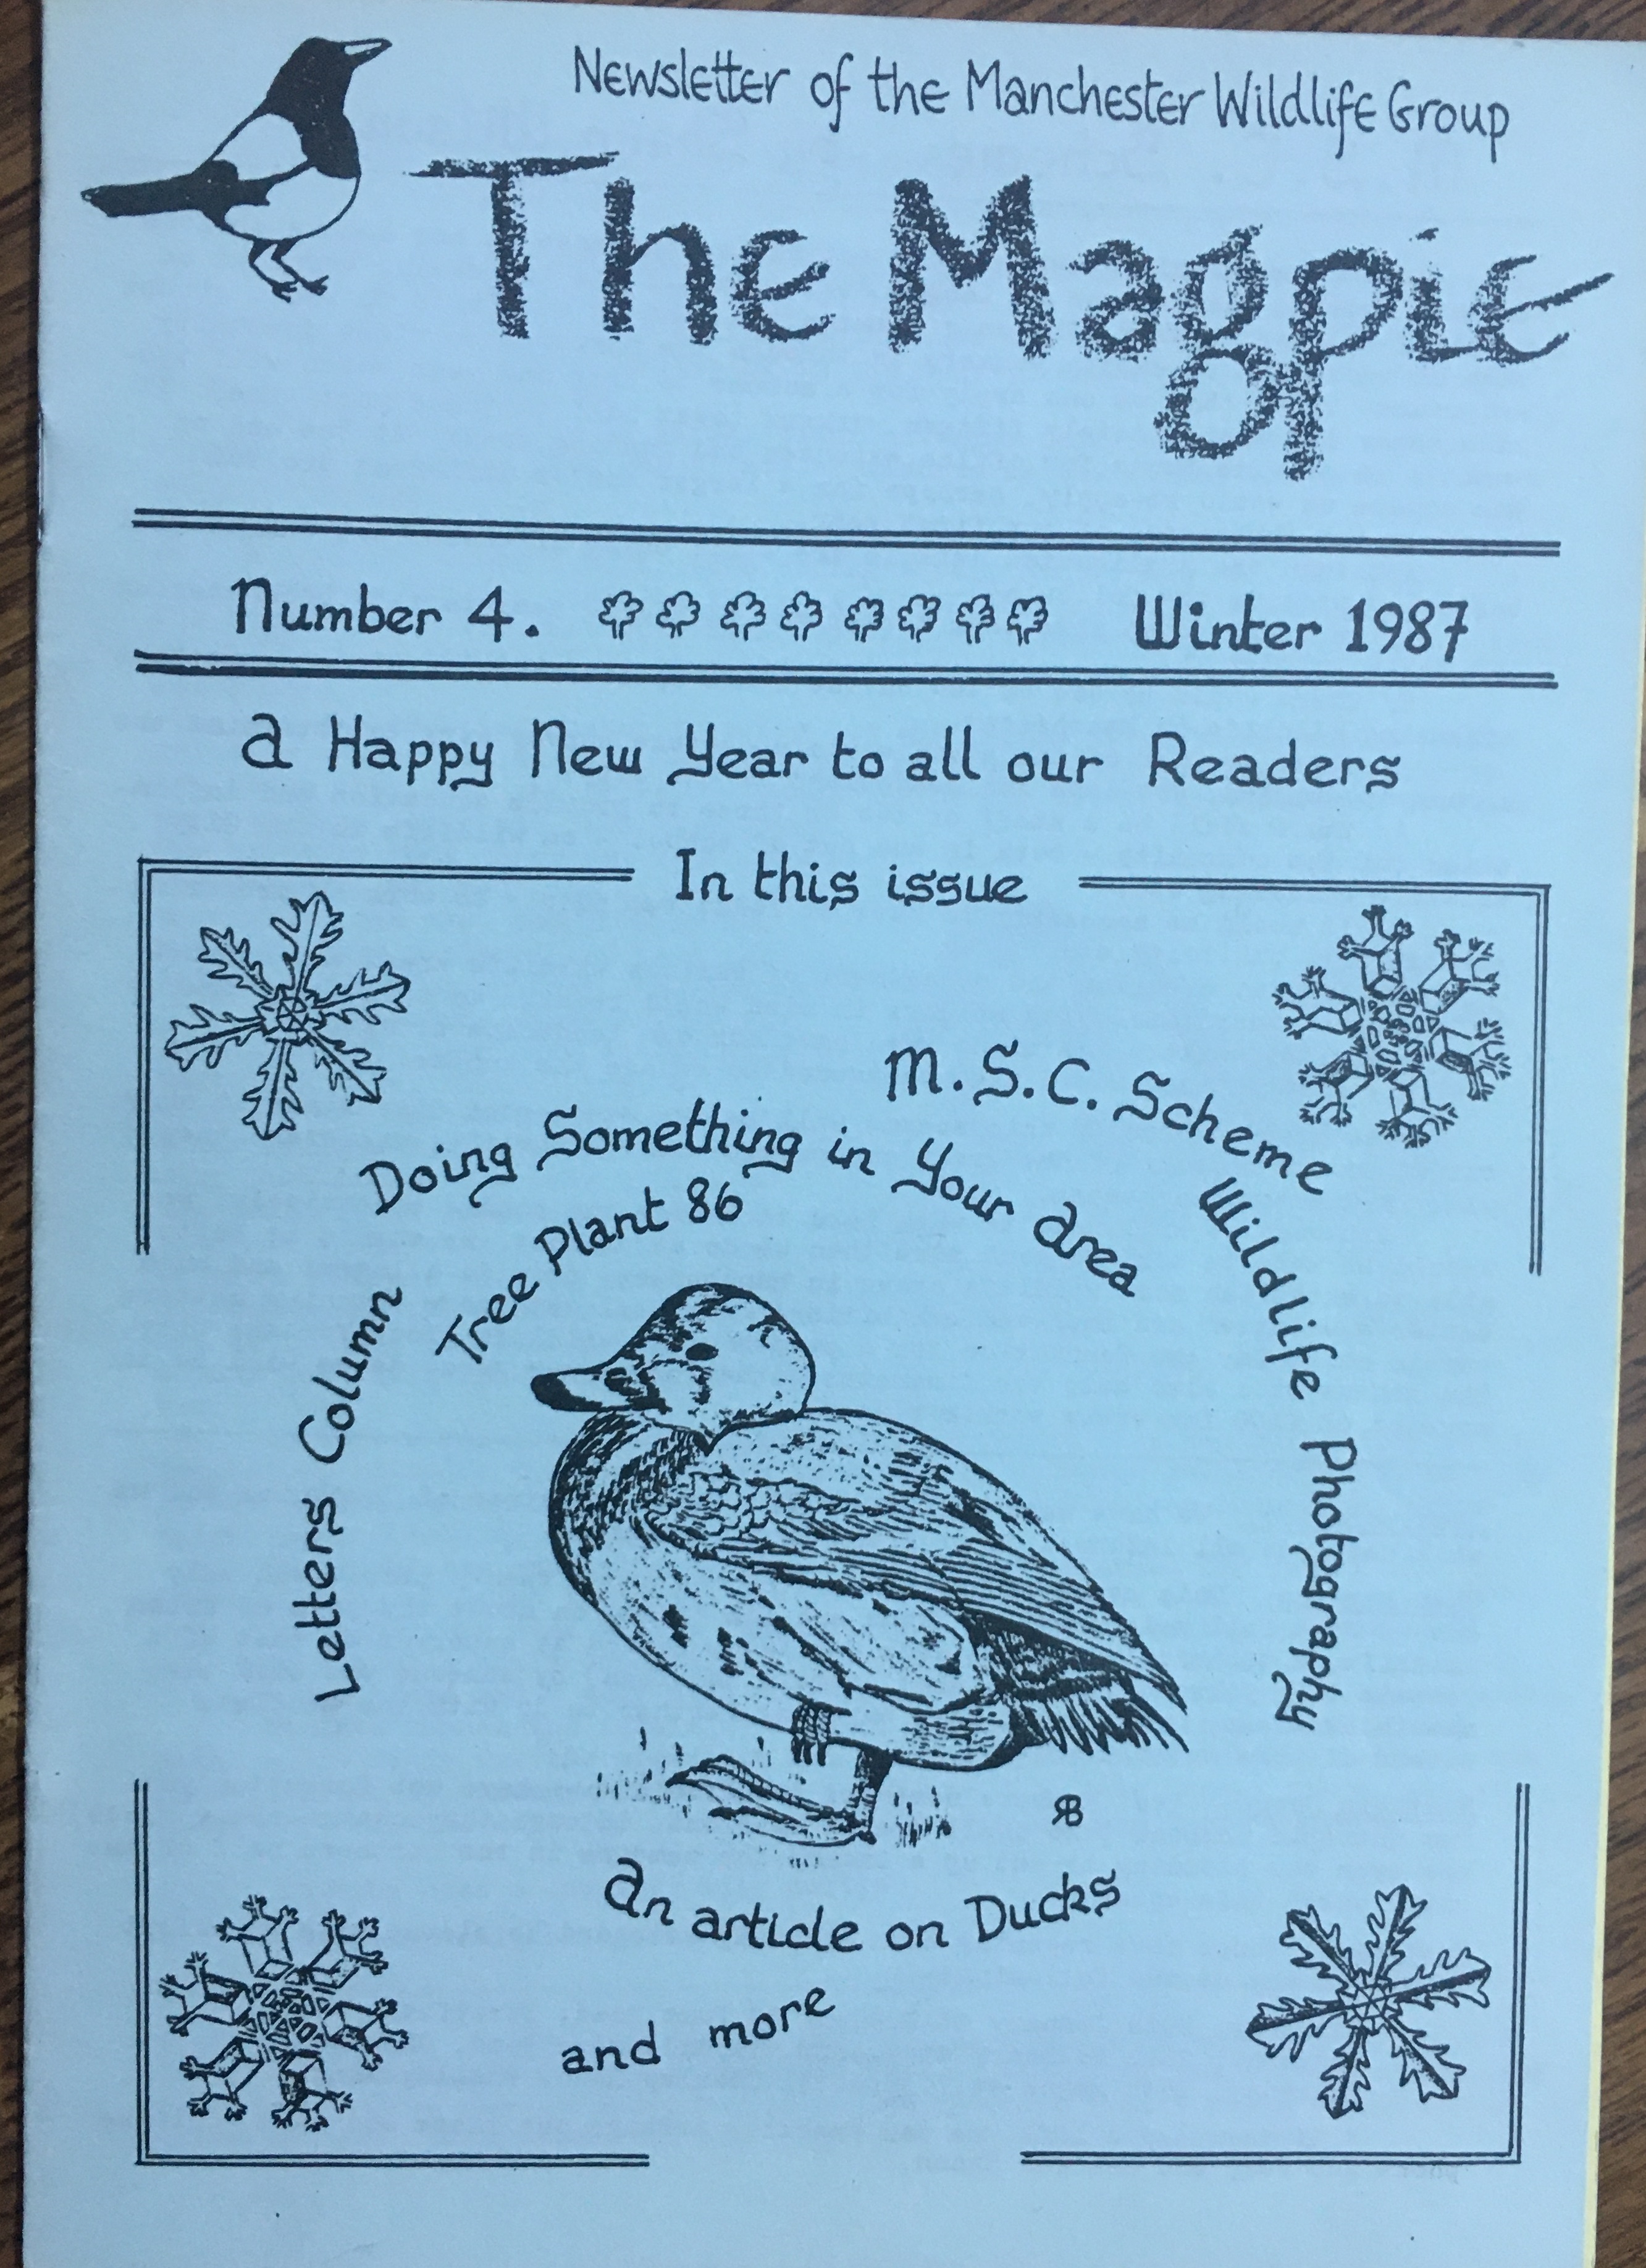 Newsletter of the Manchester Wildlife Group
The Magpie
Number 4. Winter 1987
a Happy New Year to all our Readers
In this issue
M.S.C. Scheme
Doing Something in Your Area
Tree Plant 86
Letters Column
Wildlife Photography
RB
An article on Ducks
and more